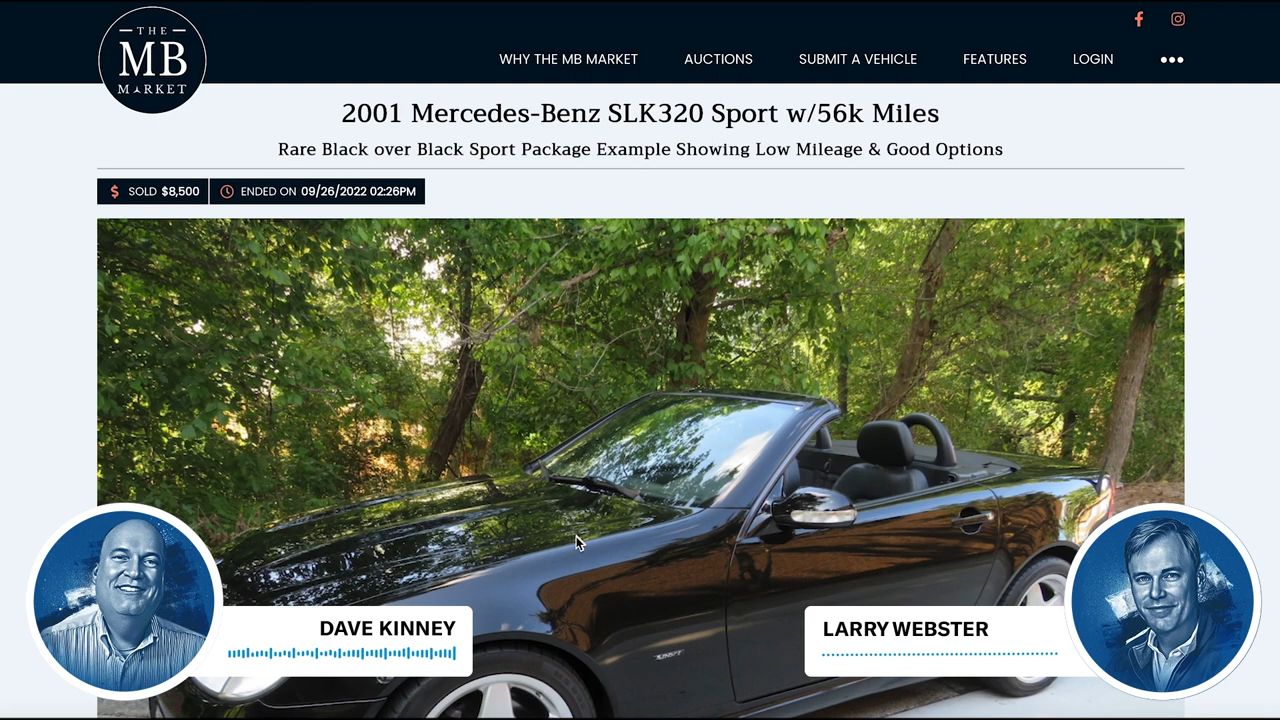 THE
MB
MARKET
WHY THE MB MARKET
AUCTIONS
SUBMIT A VEHICLE
FEATURES
LOGIN
2001 Mercedes-Benz SLK320 Sport w/56k Miles
Rare Black over Black Sport Package Example Showing Low Mileage & Good Options
$ SOLD $8,500
ENDED ON 09/26/2022 02:26PM
DAVE KINNEY
LARRY WEBSTER